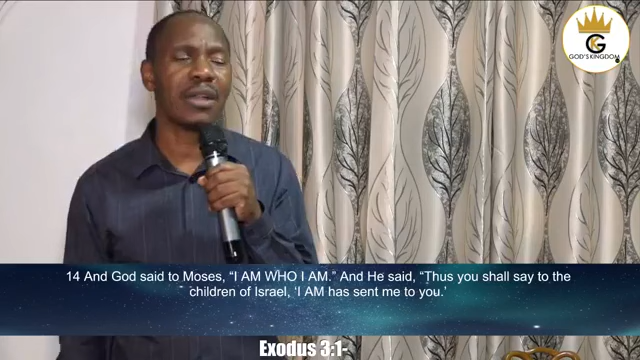 GK
GOD'S KINGDOM
14 And God said to Moses, “I AM WHO I AM.” And He said, “Thus you shall say to the
children of Israel, ‘I AM has sent me to you.’
Exodus 3:1-